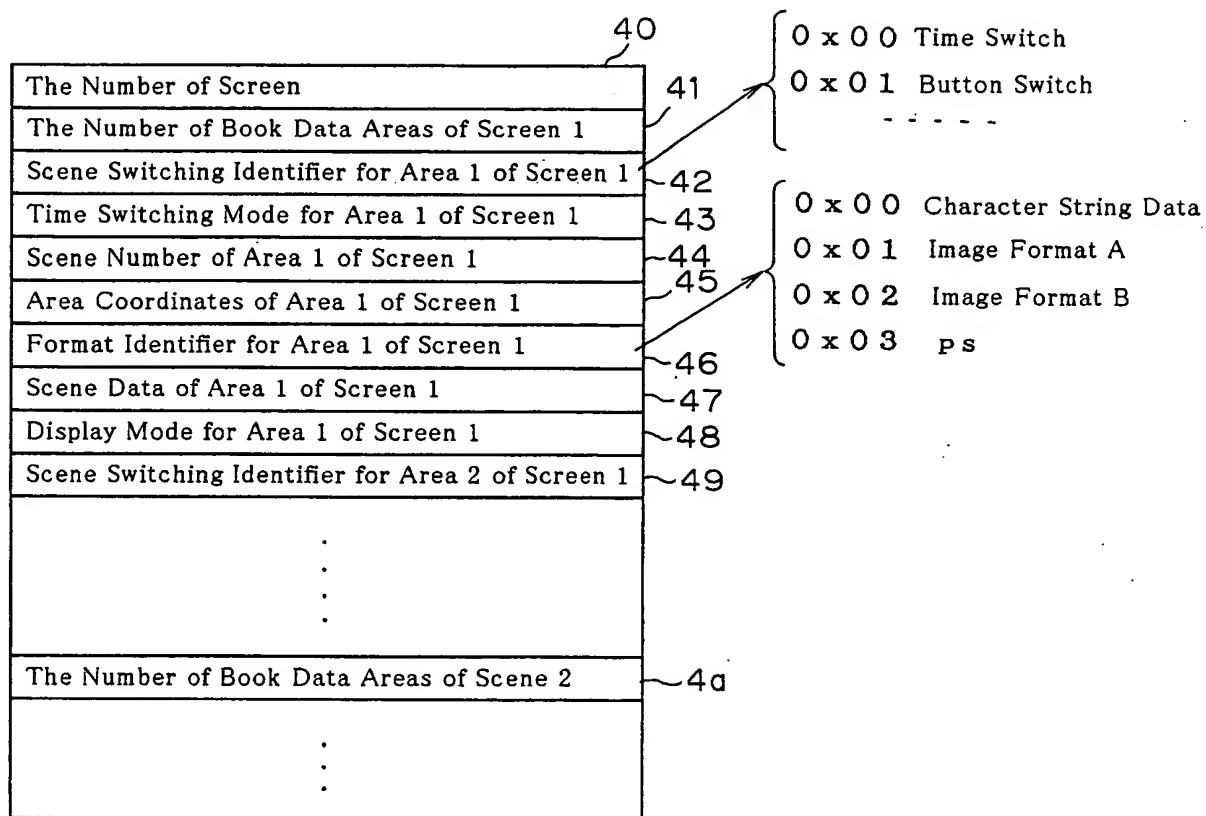 40
The Number of Screen
41
The Number of Book Data Areas of Screen 1
Scene Switching Identifier for Area 1 of Screen 1
42
Time Switching Mode for Area 1 of Screen 1
43
Scene Number of Area 1 of Screen 1
44
Area Coordinates of Area 1 of Screen 1
45
Format Identifier for Area 1 of Screen 1
46
Scene Data of Area 1 of Screen 1
47
Display Mode for Area 1 of Screen 1
48
Scene Switching Identifier for Area 2 of Screen 1
49
The Number of Book Data Areas of Scene 2
4a
0x00 Time Switch
0x01 Button Switch
- - - - -
0x00 Character String Data
0x01 Image Format A
0x02 Image Format B
0x03 ps